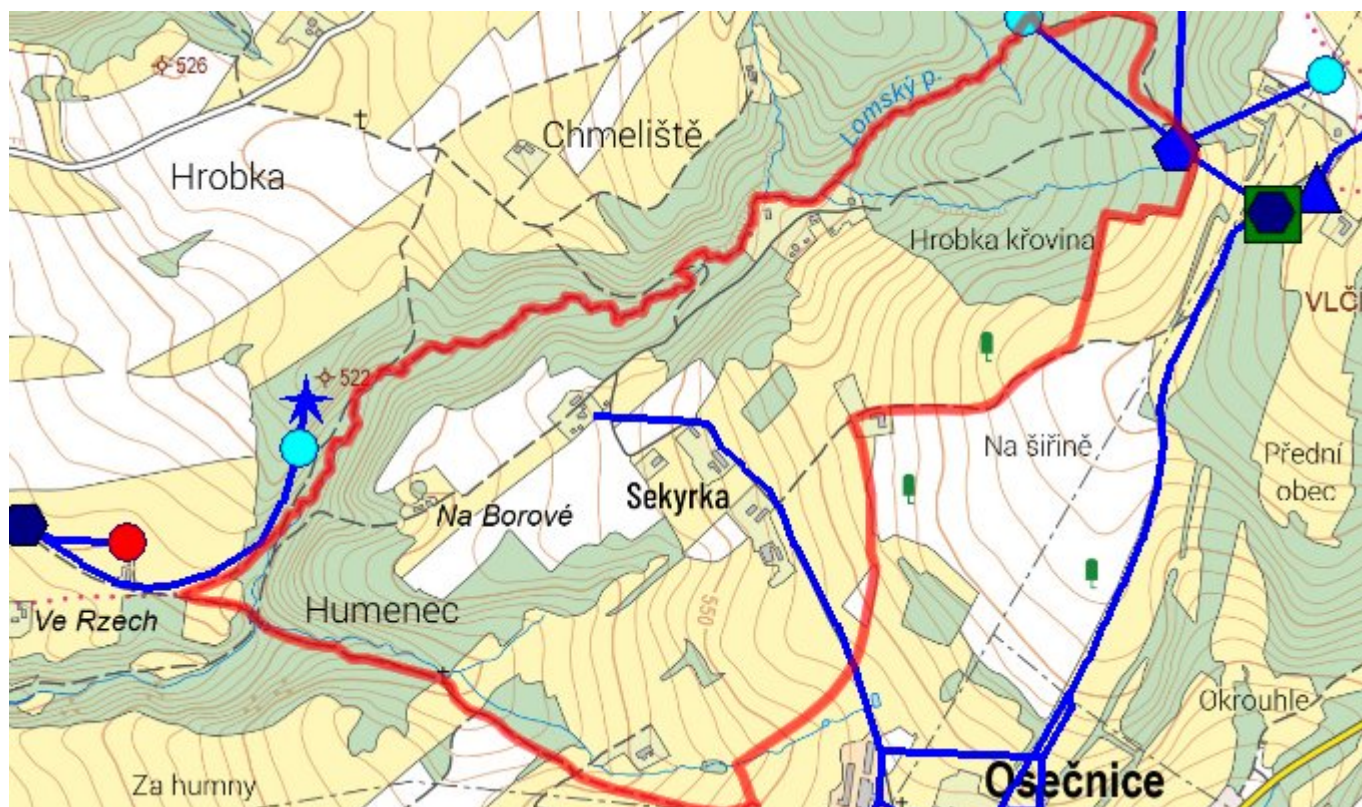 526
Hrobka
Chmeliště
Lomský p.
Hrobka křovina
VLČ
522
Na šiřině
Přední
obec
Sekyrka
Na Borové
Humenec
550
Ve Rzech
Okrouhle
Osečnice
Za humny